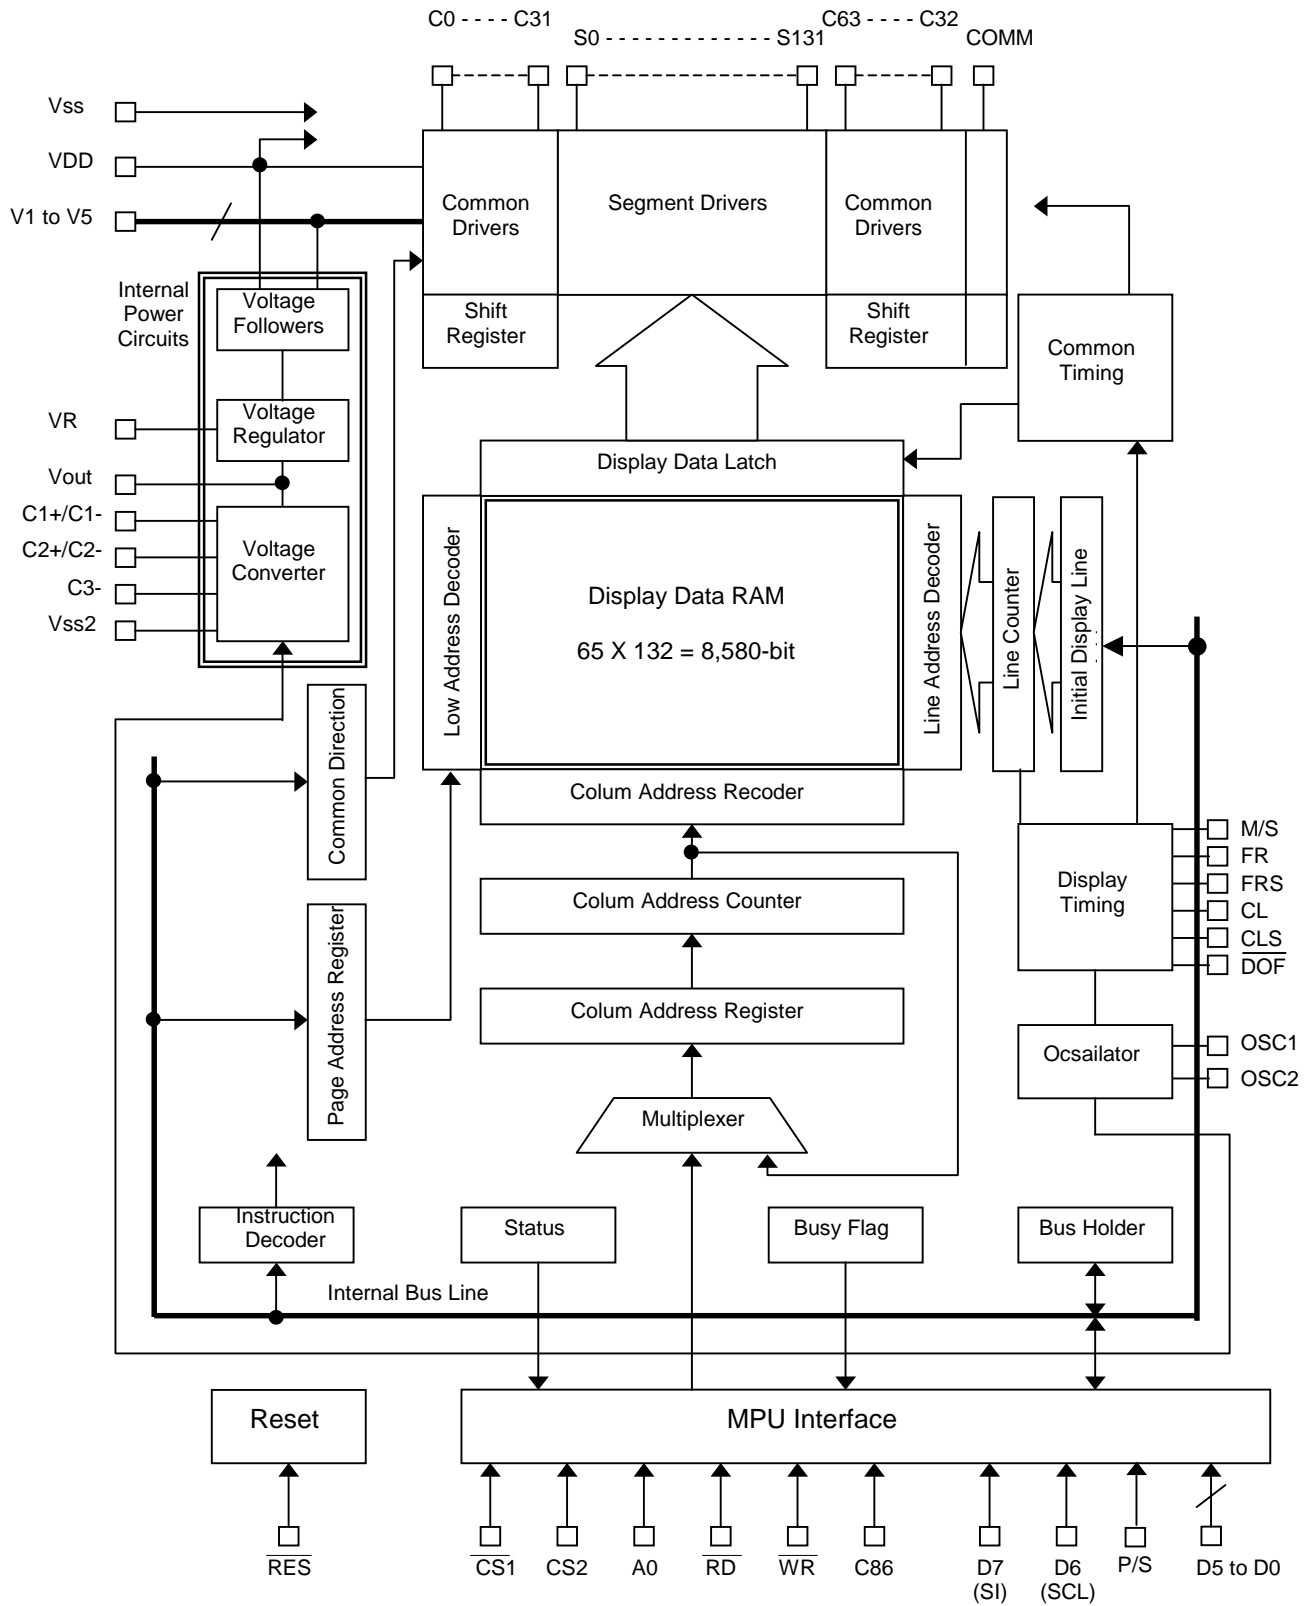 C0 - - - - C31
C63 - - - - C32
S0 - - - - - - - - - - - - S131
COMM
Vss
VDD
V1 to V5
Common
Drivers
Segment Drivers
Common
Drivers
Internal
Power
Circuits
Voltage
Followers
Shift
Register
Shift
Register
Common
Timing
VR
Voltage
Regulator
Vout
Display Data Latch
C1+/C1-
C2+/C2-
C3-
Vss2
Voltage
Converter
Low Address Decoder
Display Data RAM
65 X 132 = 8,580-bit
Line Address Decoder
Line Counter
Initial Display Line
Common Direction
Colum Address Recoder
Colum Address Counter
Display
Timing
M/S
FR
FRS
CL
CLS
DOF
Page Address Register
Colum Address Register
Ocsailator
OSC1
OSC2
Multiplexer
Instruction
Decoder
Status
Busy Flag
Bus Holder
Internal Bus Line
Reset
MPU Interface
RES
CS1
CS2
A0
RD
WR
C86
D7
(SI)
D6
(SCL)
P/S
D5 to D0